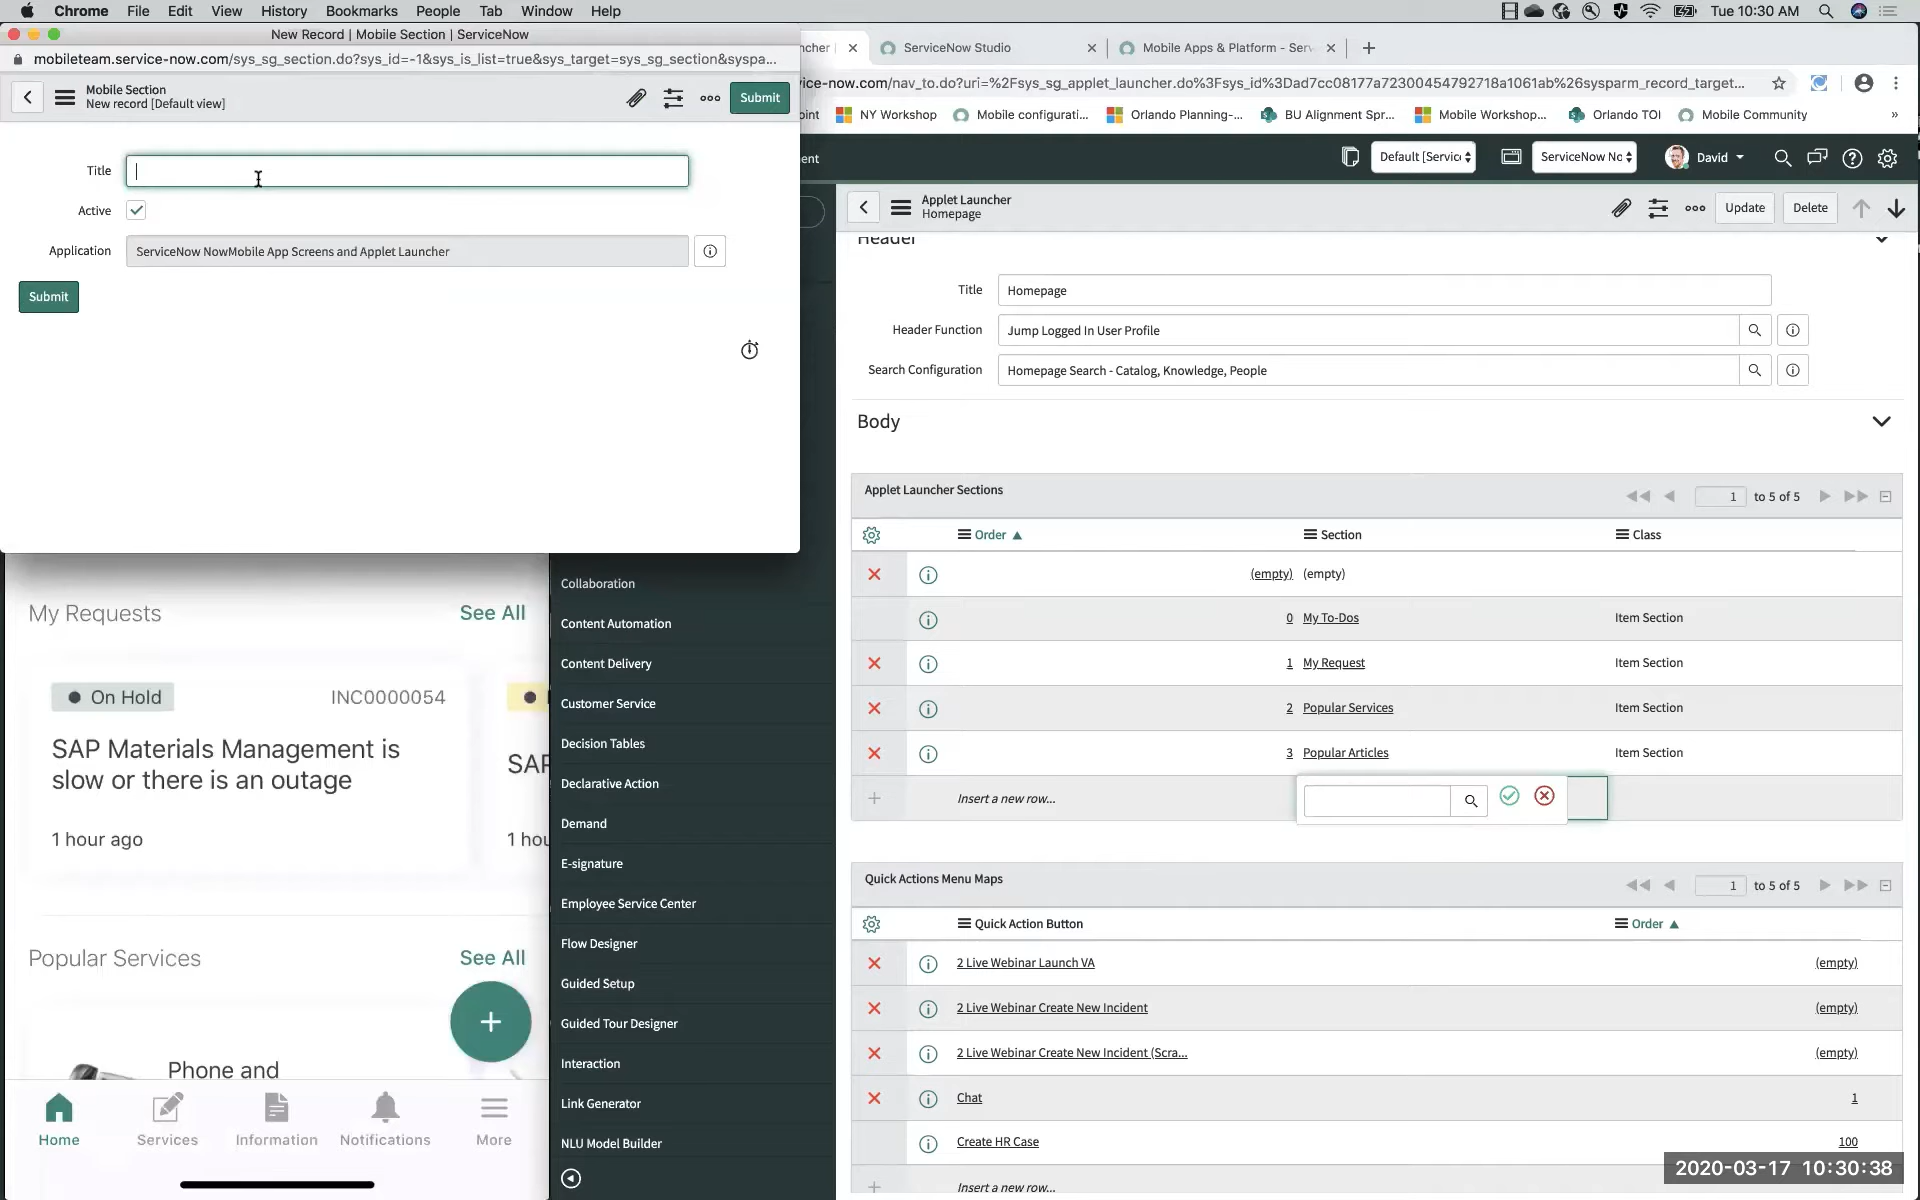 Chrome File Edit View History Bookmarks People Tab Window Help Tue 10:30 AM
New Record | Mobile Section | ServiceNow
mobileteam.service-now.com/sys_sg_section.do?sys_id=-1&sys_is_list=true&sys_target=sys_sg_section&syspa...
Mobile Section
New record [Default view]
Submit
Title
Active
Application ServiceNow NowMobile App Screens and Applet Launcher
Submit
ncher
ServiceNow Studio
Mobile Apps & Platform - Serv
ice-now.com/nav_to.do?uri=%2Fsys_sg_applet_launcher.do%3Fsys_id%3Dad7cc08177a72300454792718a1061ab%26sysparm_record_target...
oint NY Workshop Mobile configurati... Orlando Planning-... BU Alignment Spr... Mobile Workshop... Orlando TOI Mobile Community »
ent
Default [Servic
ServiceNow No
David
Applet Launcher
Homepage
Update
Delete
Header
Title Homepage
Header Function Jump Logged In User Profile
Search Configuration Homepage Search - Catalog, Knowledge, People
Body
Applet Launcher Sections 1 to 5 of 5
Order Section Class
(empty) (empty)
0 My To-Dos Item Section
1 My Request Item Section
2 Popular Services Item Section
3 Popular Articles Item Section
Insert a new row...
Quick Actions Menu Maps 1 to 5 of 5
Quick Action Button Order
2 Live Webinar Launch VA (empty)
2 Live Webinar Create New Incident (empty)
2 Live Webinar Create New Incident (Scra... (empty)
Chat 1
Create HR Case 100
Insert a new row...
Collaboration
Content Automation
Content Delivery
Customer Service
Decision Tables
Declarative Action
Demand
E-signature
Employee Service Center
Flow Designer
Guided Setup
Guided Tour Designer
Interaction
Link Generator
NLU Model Builder
My Requests See All
On Hold INC0000054
SAP Materials Management is
slow or there is an outage
1 hour ago
SAP
1 hou
Popular Services See All
Phone and
Home Services Information Notifications More
2020-03-17 10:30:38